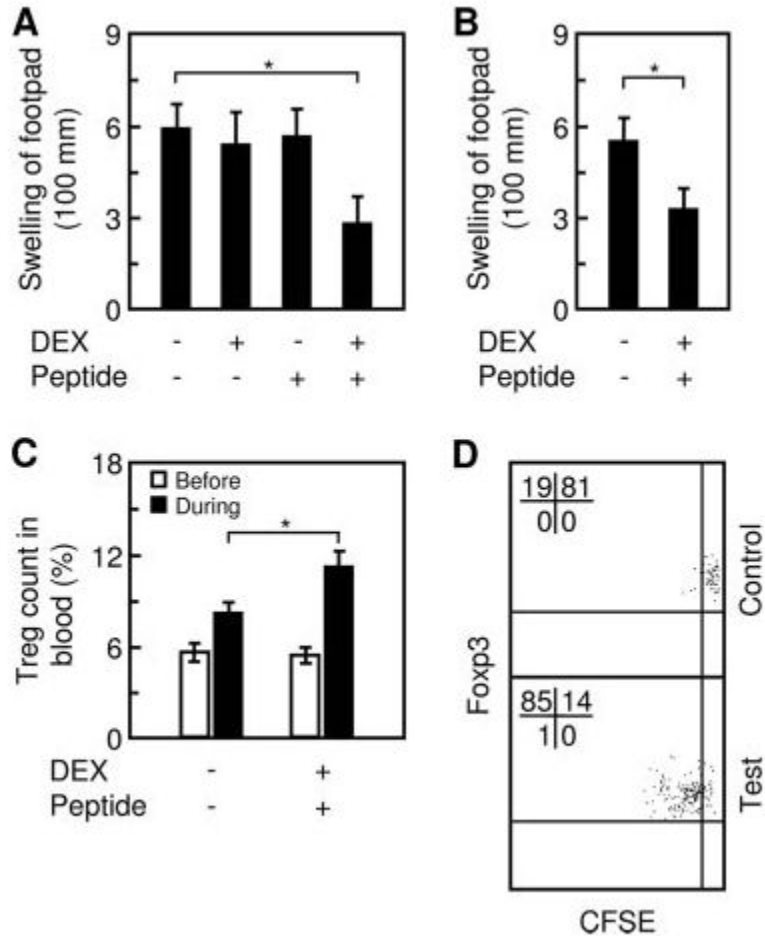 A
Swelling of footpad
(100 mm)
9
6
3
0
*
DEX - + - +
Peptide - - + +
B
Swelling of footpad
(100 mm)
9
6
3
0
*
DEX - +
Peptide - +
C
Treg count in
blood (%)
18
12
6
0
Before
During
*
DEX - +
Peptide - +
D
Foxp3
19 81
0 0
Control
85 14
1 0
Test
CFSE